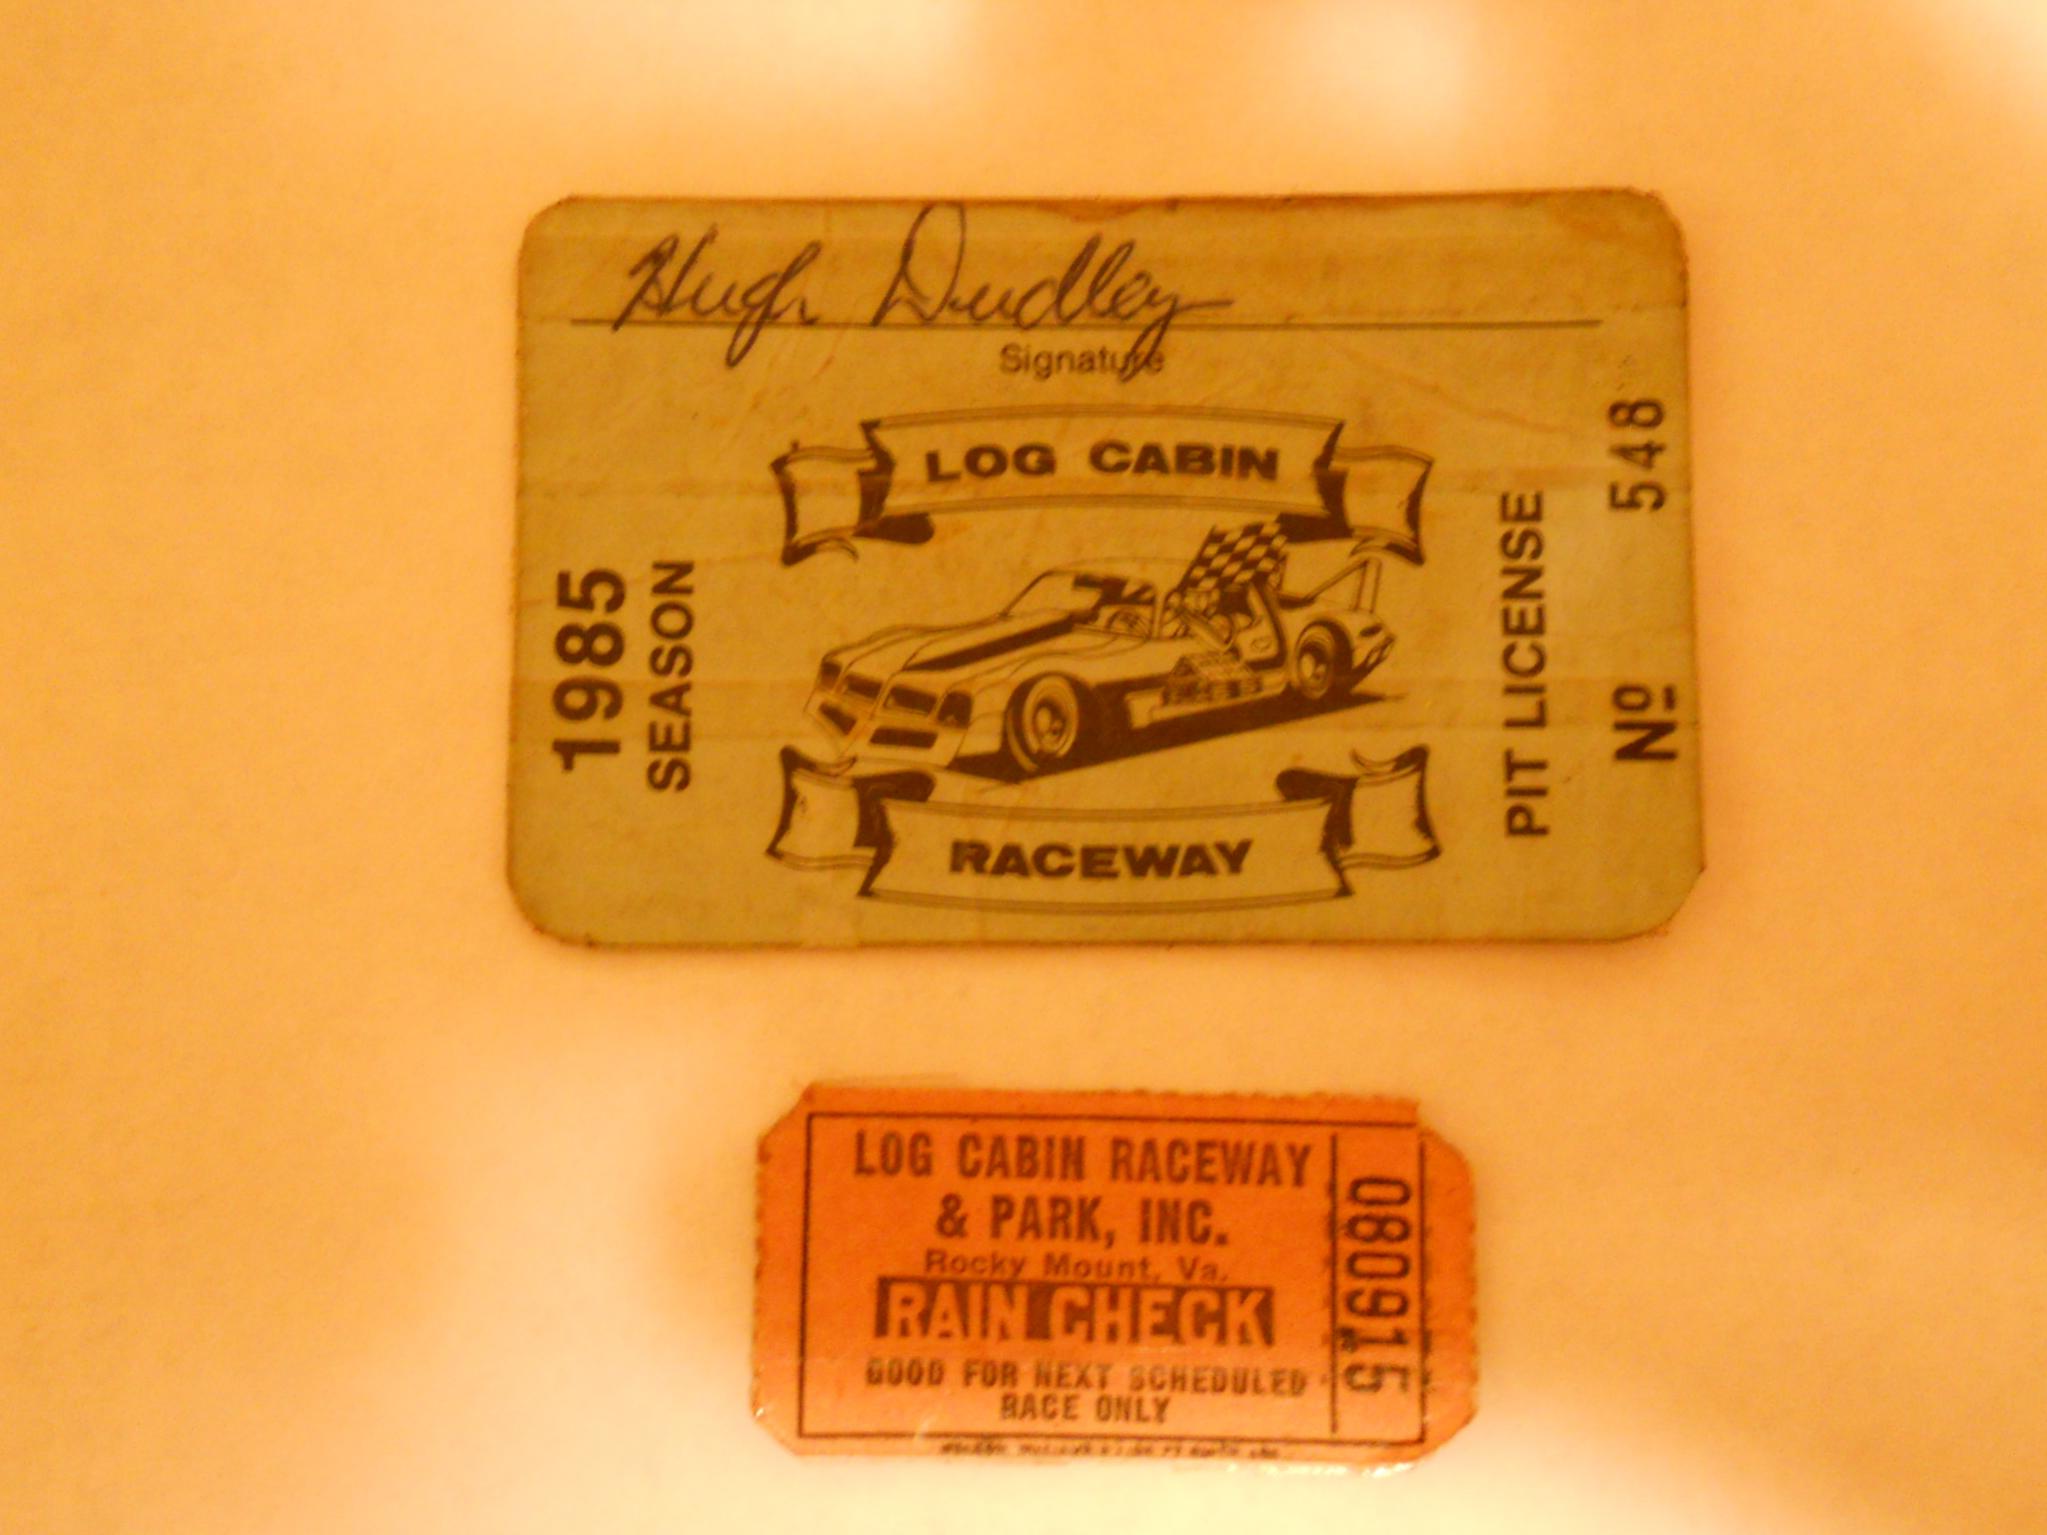 Hugh Dudley
Signature
LOG CABIN
1985
SEASON
PIT LICENSE
Nº 548
RACEWAY
LOG CABIN RACEWAY
& PARK, INC.
Rocky Mount, Va.
RAIN CHECK
GOOD FOR NEXT SCHEDULED
RACE ONLY
080915